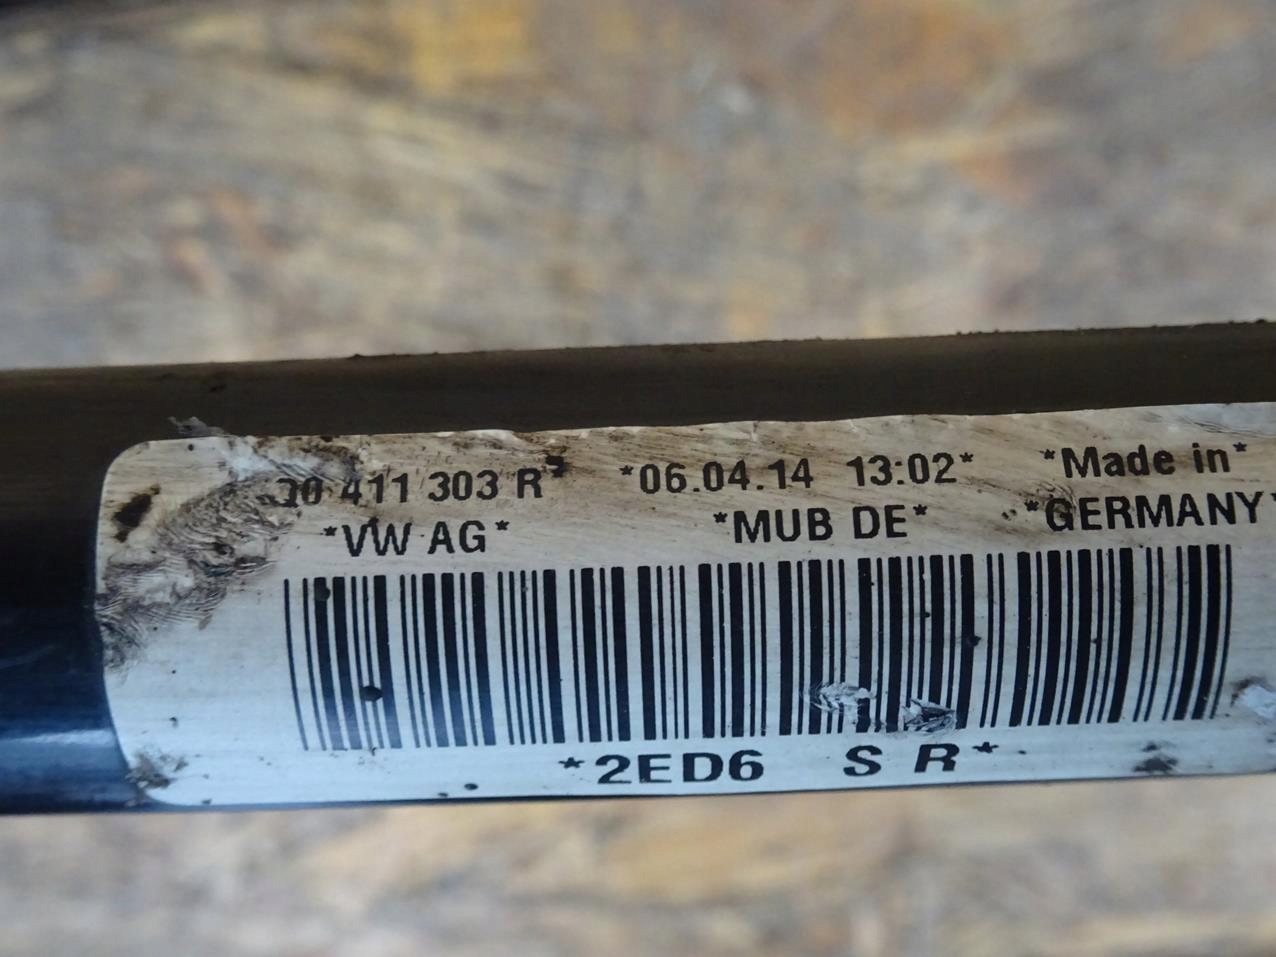 0 411 303 R* *06.04.14 13:02* *Made in*
*VW AG* *MUB DE* *GERMANY*
*2ED6 S R*